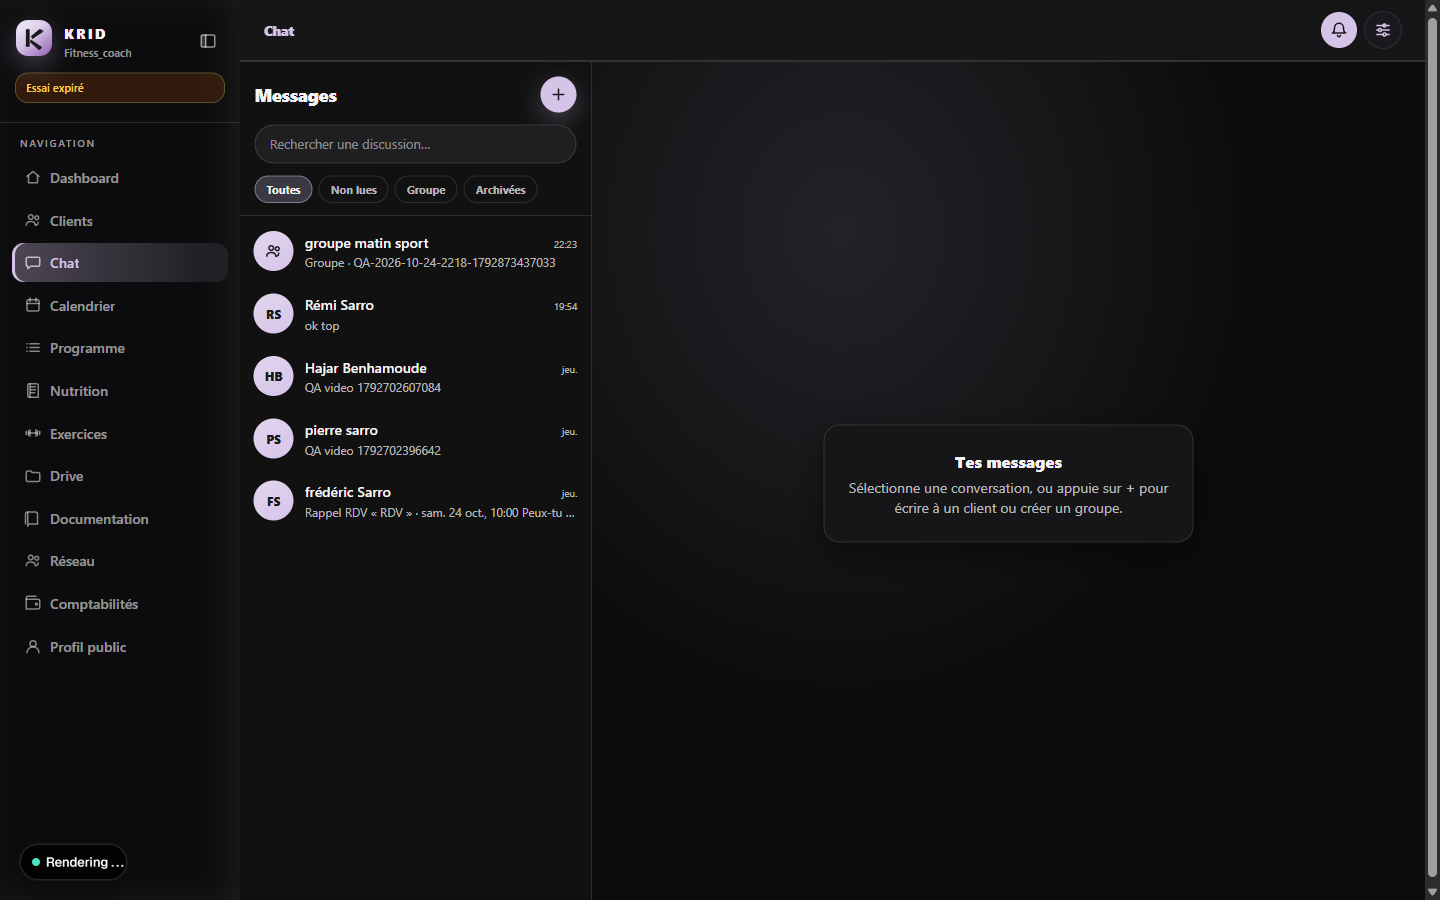 KRID
Fitness_coach
Essai expiré
NAVIGATION
Dashboard
Clients
Chat
Calendrier
Programme
Nutrition
Exercices
Drive
Documentation
Réseau
Comptabilités
Profil public
Rendering ...
Chat
Messages
Rechercher une discussion...
Toutes Non lues Groupe Archivées
groupe matin sport 22:23
Groupe · QA-2026-10-24-2218-1792873437033
RS Rémi Sarro 19:54
ok top
HB Hajar Benhamoude jeu.
QA video 1792702607084
PS pierre sarro jeu.
QA video 1792702396642
FS frédéric Sarro jeu.
Rappel RDV « RDV » · sam. 24 oct., 10:00 Peux-tu ...
Tes messages
Sélectionne une conversation, ou appuie sur + pour
écrire à un client ou créer un groupe.